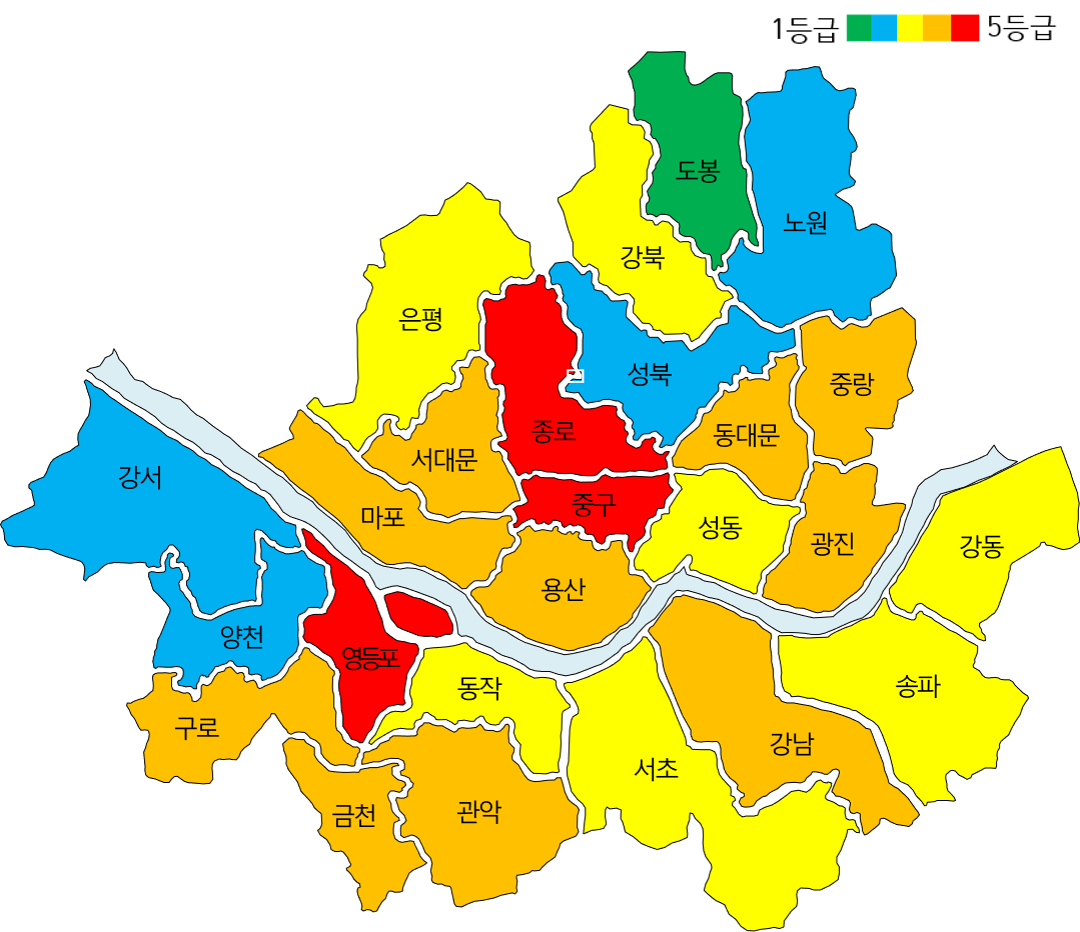 1등급 5등급
도봉
노원
강북
은평
성북
중랑
종로
동대문
서대문
강서
중구
마포
성동
광진
강동
용산
양천
영등포
동작
송파
구로
강남
서초
관악
금천